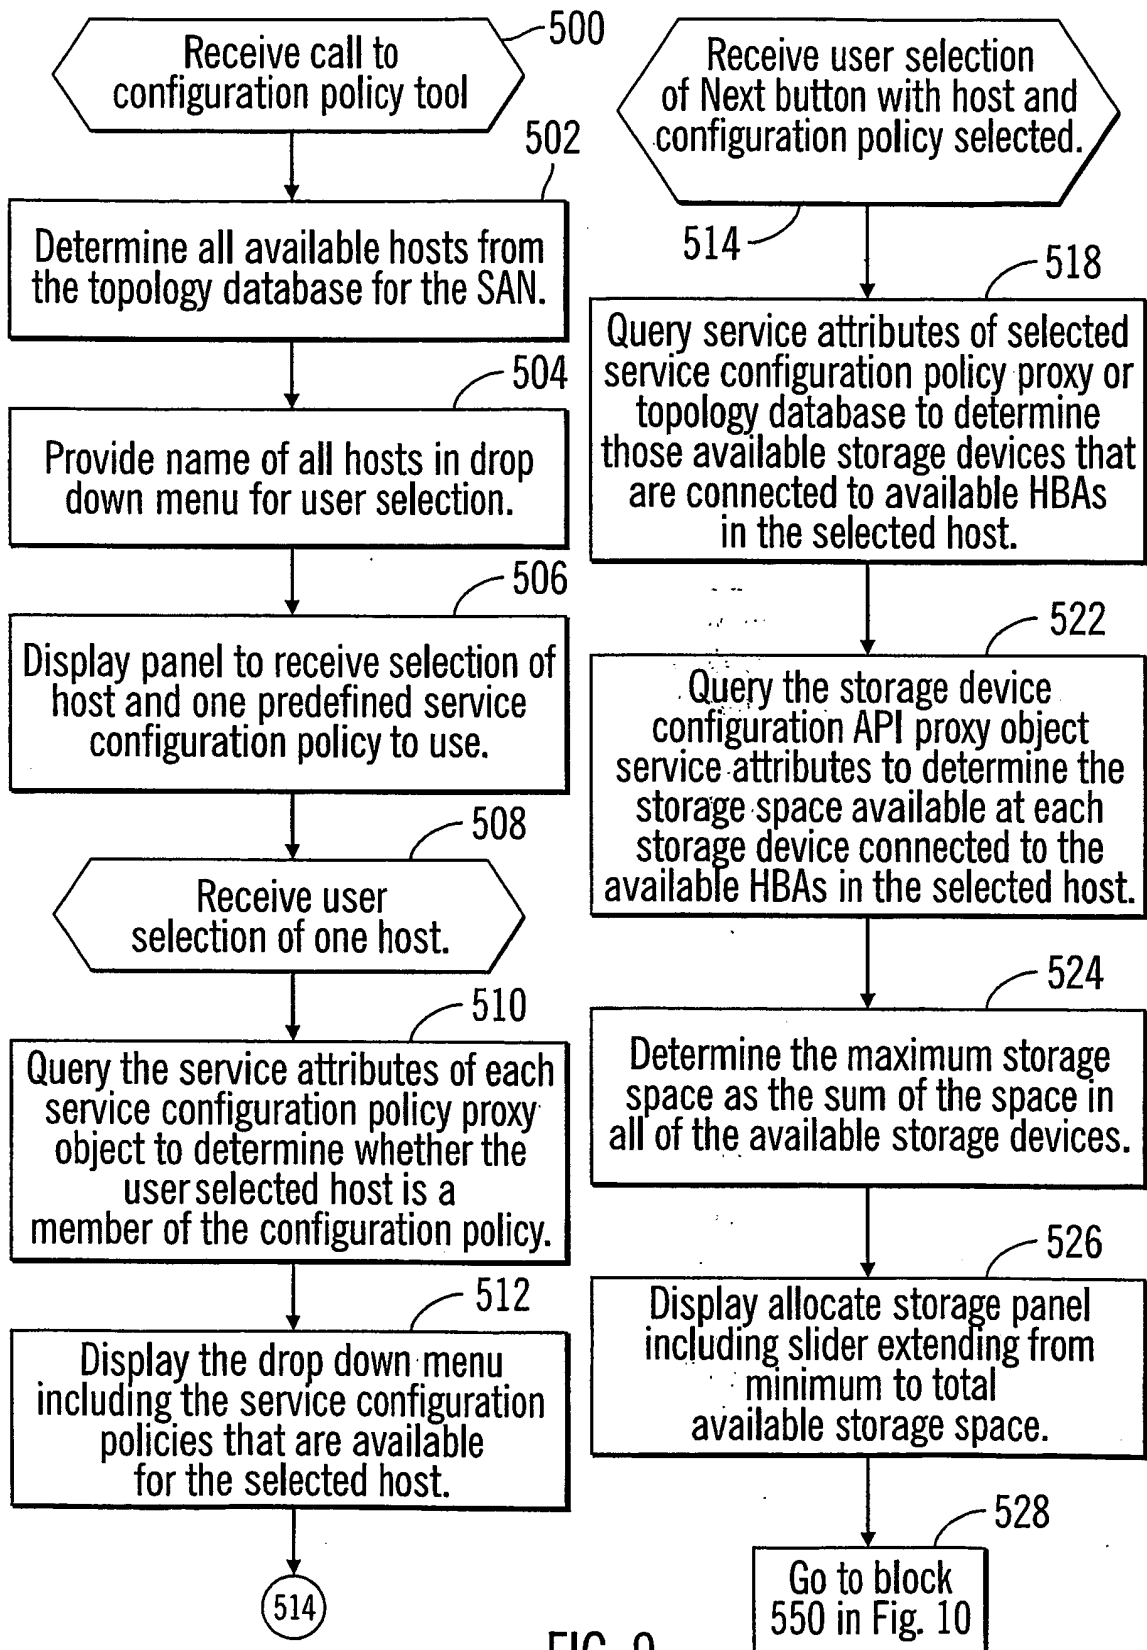 500
Receive call to
configuration policy tool
502
Determine all available hosts from
the topology database for the SAN.
504
Provide name of all hosts in drop
down menu for user selection.
506
Display panel to receive selection of
host and one predefined service
configuration policy to use.
508
Receive user
selection of one host.
510
Query the service attributes of each
service configuration policy proxy
object to determine whether the
user selected host is a
member of the configuration policy.
512
Display the drop down menu
including the service configuration
policies that are available
for the selected host.
514
Receive user selection
of Next button with host and
configuration policy selected.
514
518
Query service attributes of selected
service configuration policy proxy or
topology database to determine
those available storage devices that
are connected to available HBAs
in the selected host.
522
Query the storage device
configuration API proxy object
service attributes to determine the
storage space available at each
storage device connected to the
available HBAs in the selected host.
524
Determine the maximum storage
space as the sum of the space in
all of the available storage devices.
526
Display allocate storage panel
including slider extending from
minimum to total
available storage space.
528
Go to block
550 in Fig. 10
FIG. 9